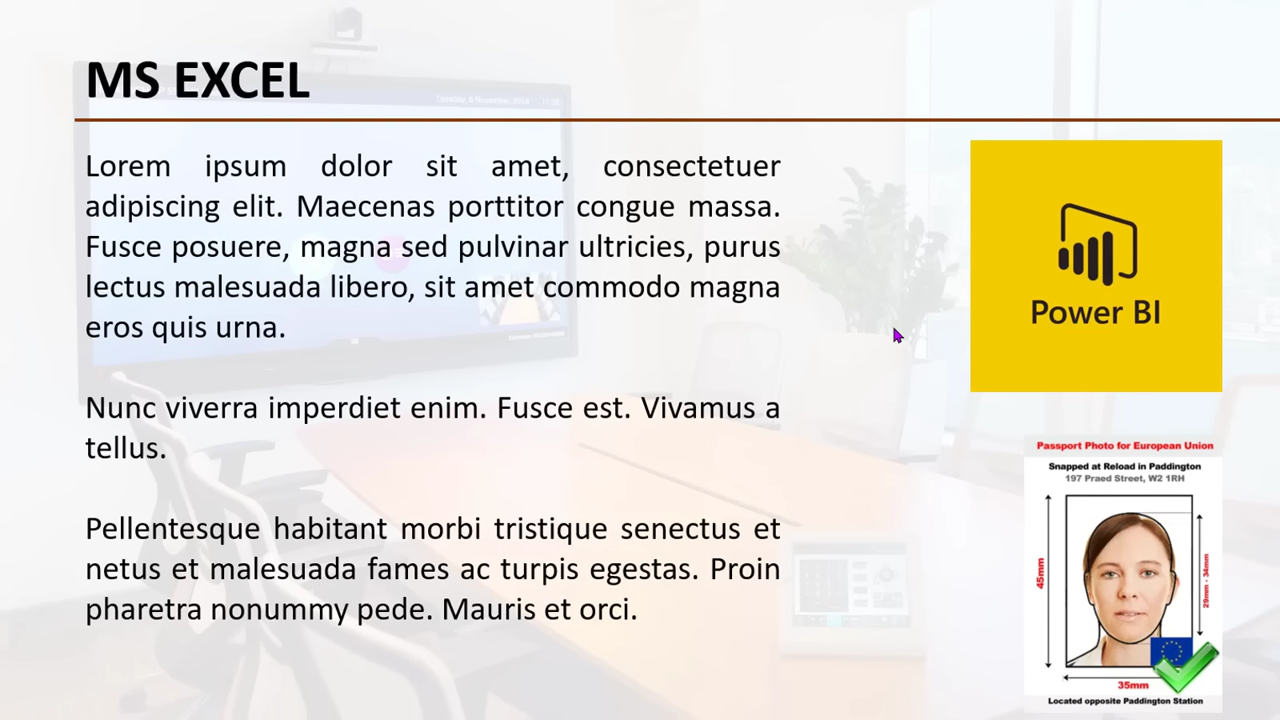 MS EXCEL
Lorem ipsum dolor sit amet, consectetuer
adipiscing elit. Maecenas porttitor congue massa.
Fusce posuere, magna sed pulvinar ultricies, purus
lectus malesuada libero, sit amet commodo magna
eros quis urna.
Nunc viverra imperdiet enim. Fusce est. Vivamus a
tellus.
Pellentesque habitant morbi tristique senectus et
netus et malesuada fames ac turpis egestas. Proin
pharetra nonummy pede. Mauris et orci.
Power BI
Passport Photo for European Union
Snapped at Reload in Paddington
197 Praed Street, W2 1RH
45mm
29mm - 34mm
35mm
Located opposite Paddington Station